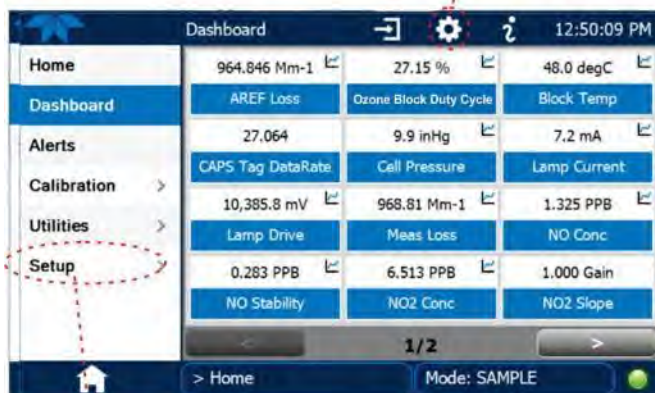 Dashboard 12:50:09 PM
Home
Dashboard
Alerts
Calibration >
Utilities >
Setup >
964.846 Mm-1 27.15 % 48.0 degC
AREF Loss Ozone Block Duty Cycle Block Temp
27.064 9.9 inHg 7.2 mA
CAPS Tag DataRate Cell Pressure Lamp Current
10,385.8 mV 968.81 Mm-1 1.325 PPB
Lamp Drive Meas Loss NO Conc
0.283 PPB 6.513 PPB 1.000 Gain
NO Stability NO2 Conc NO2 Slope
< 1/2 >
> Home Mode: SAMPLE